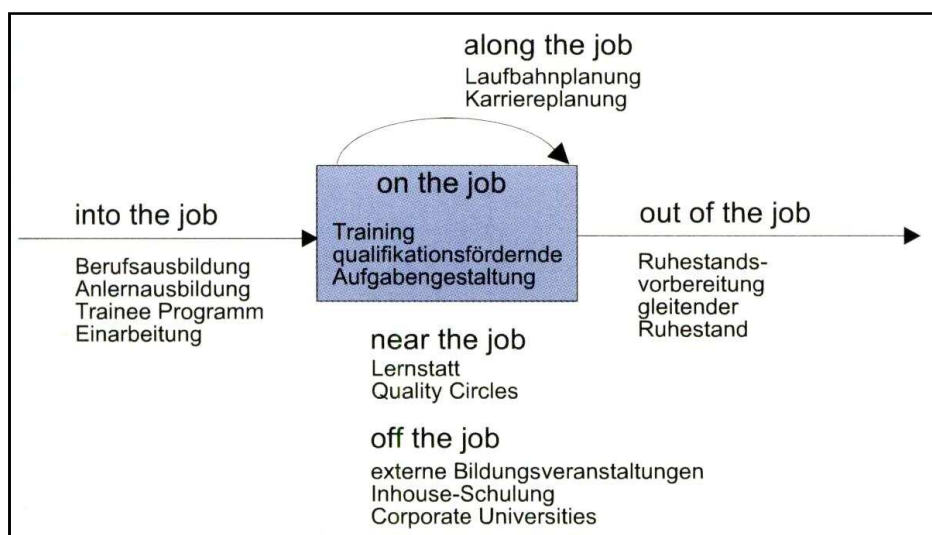 along the job
Laufbahnplanung
Karriereplanung
on the job
Training
qualifikationsfördernde
Aufgabengestaltung
into the job
Berufsausbildung
Anlernausbildung
Trainee Programm
Einarbeitung
out of the job
Ruhestands-
vorbereitung
gleitender
Ruhestand
near the job
Lernstatt
Quality Circles
off the job
externe Bildungsveranstaltungen
Inhouse-Schulung
Corporate Universities